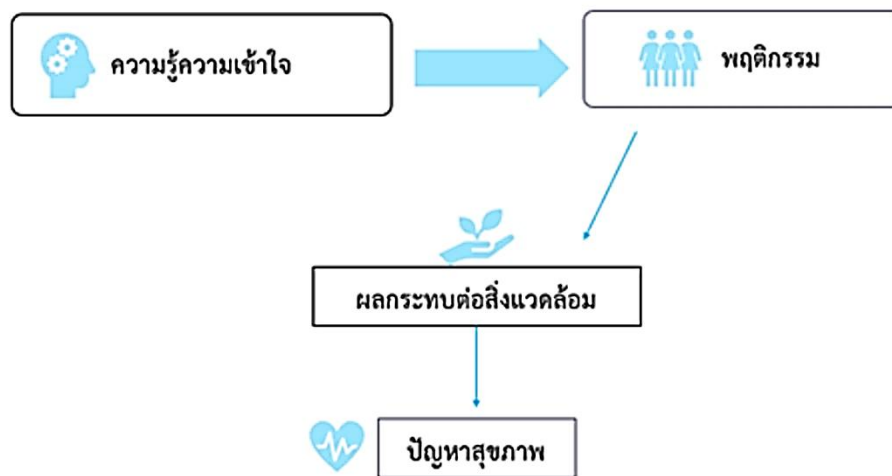 ความรู้ความเข้าใจ
พฤติกรรม
ผลกระทบต่อสิ่งแวดล้อม
ปัญหาสุขภาพ